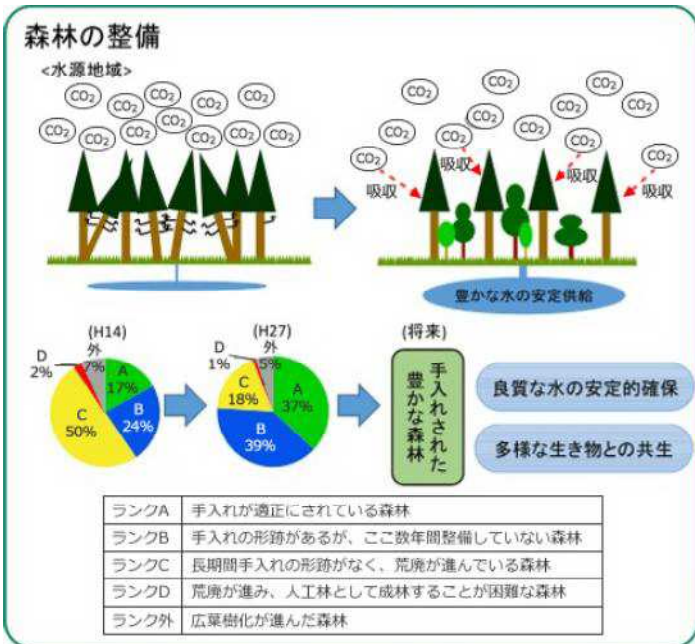 森林の整備
<水源地域>
CO2 CO2 CO2 CO2 CO2
CO2 CO2 CO2 CO2 CO2 CO2
CO2 CO2 CO2 CO2
CO2 CO2 CO2
CO2 CO2 CO2
吸収 吸収 吸収 吸収
豊かな水の安定供給
(H14)
外 7%
A 17%
B 24%
C 50%
D 2%
(H27)
外 5%
A 37%
B 39%
C 18%
D 1%
(将来)
手入れされた
豊かな森林
良質な水の安定的確保
多様な生き物との共生
ランクA 手入れが適正にされている森林
ランクB 手入れの形跡があるが、ここ数年間整備していない森林
ランクC 長期間手入れの形跡がなく、荒廃が進んでいる森林
ランクD 荒廃が進み、人工林として成林することが困難な森林
ランク外 広葉樹化が進んだ森林